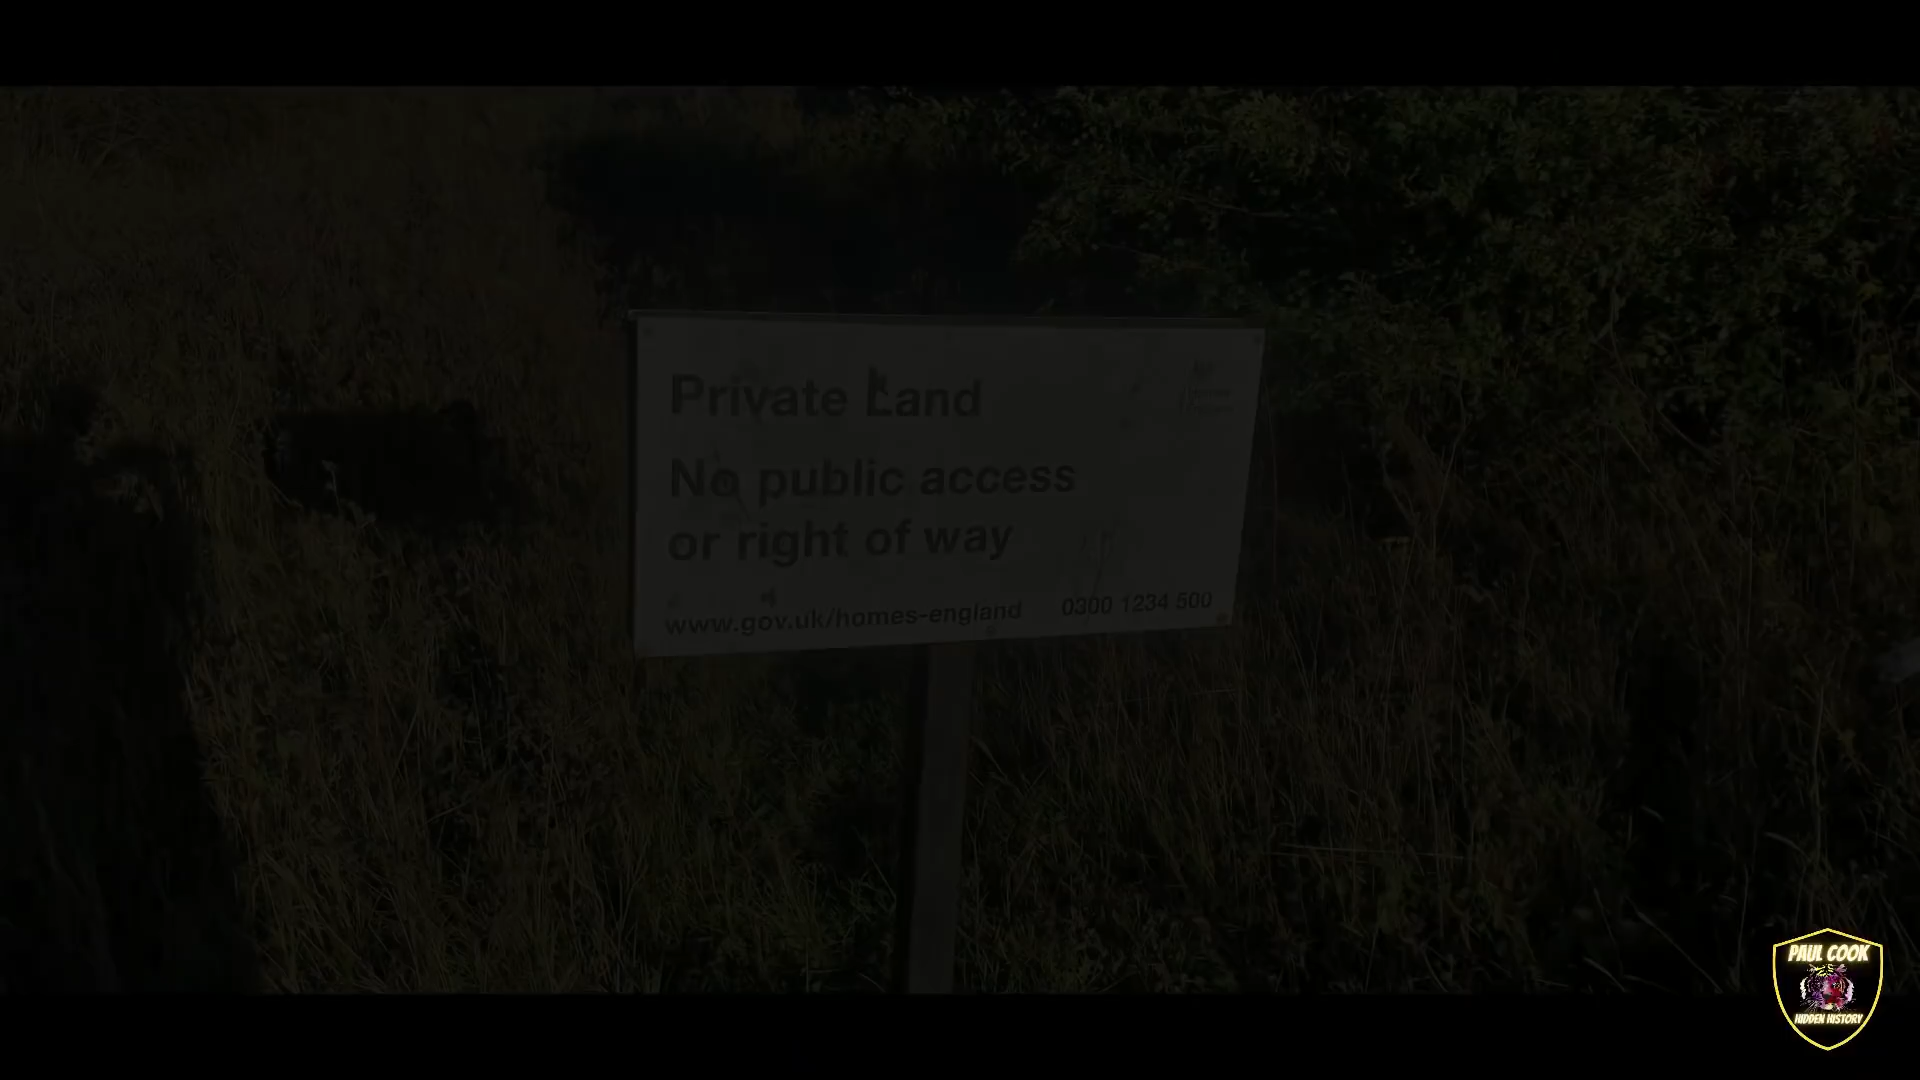 Private Land
No public access
or right of way
www.gov.uk/homes-england 0300 1234 500
PAUL COOK
HIDDEN HISTORY